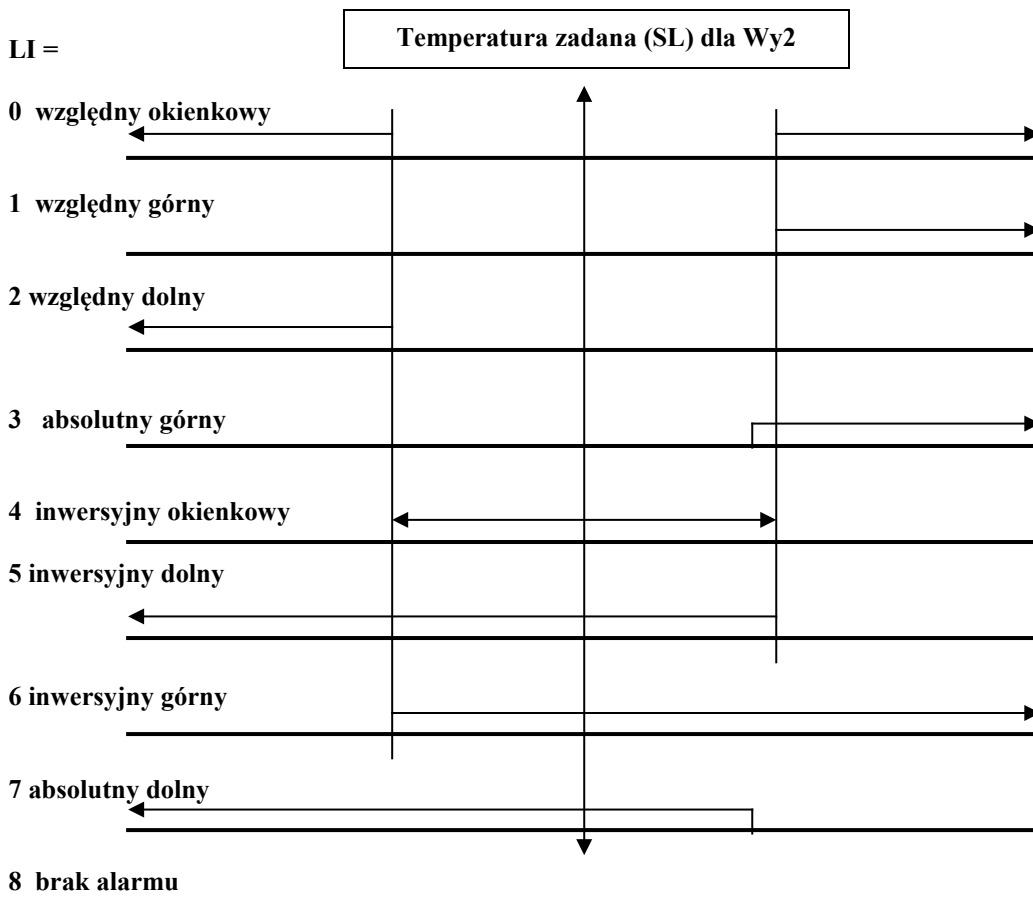 Temperatura zadana (SL) dla Wy2
LI =
0 względny okienkowy
1 względny górny
2 względny dolny
3 absolutny górny
4 inwersyjny okienkowy
5 inwersyjny dolny
6 inwersyjny górny
7 absolutny dolny
8 brak alarmu